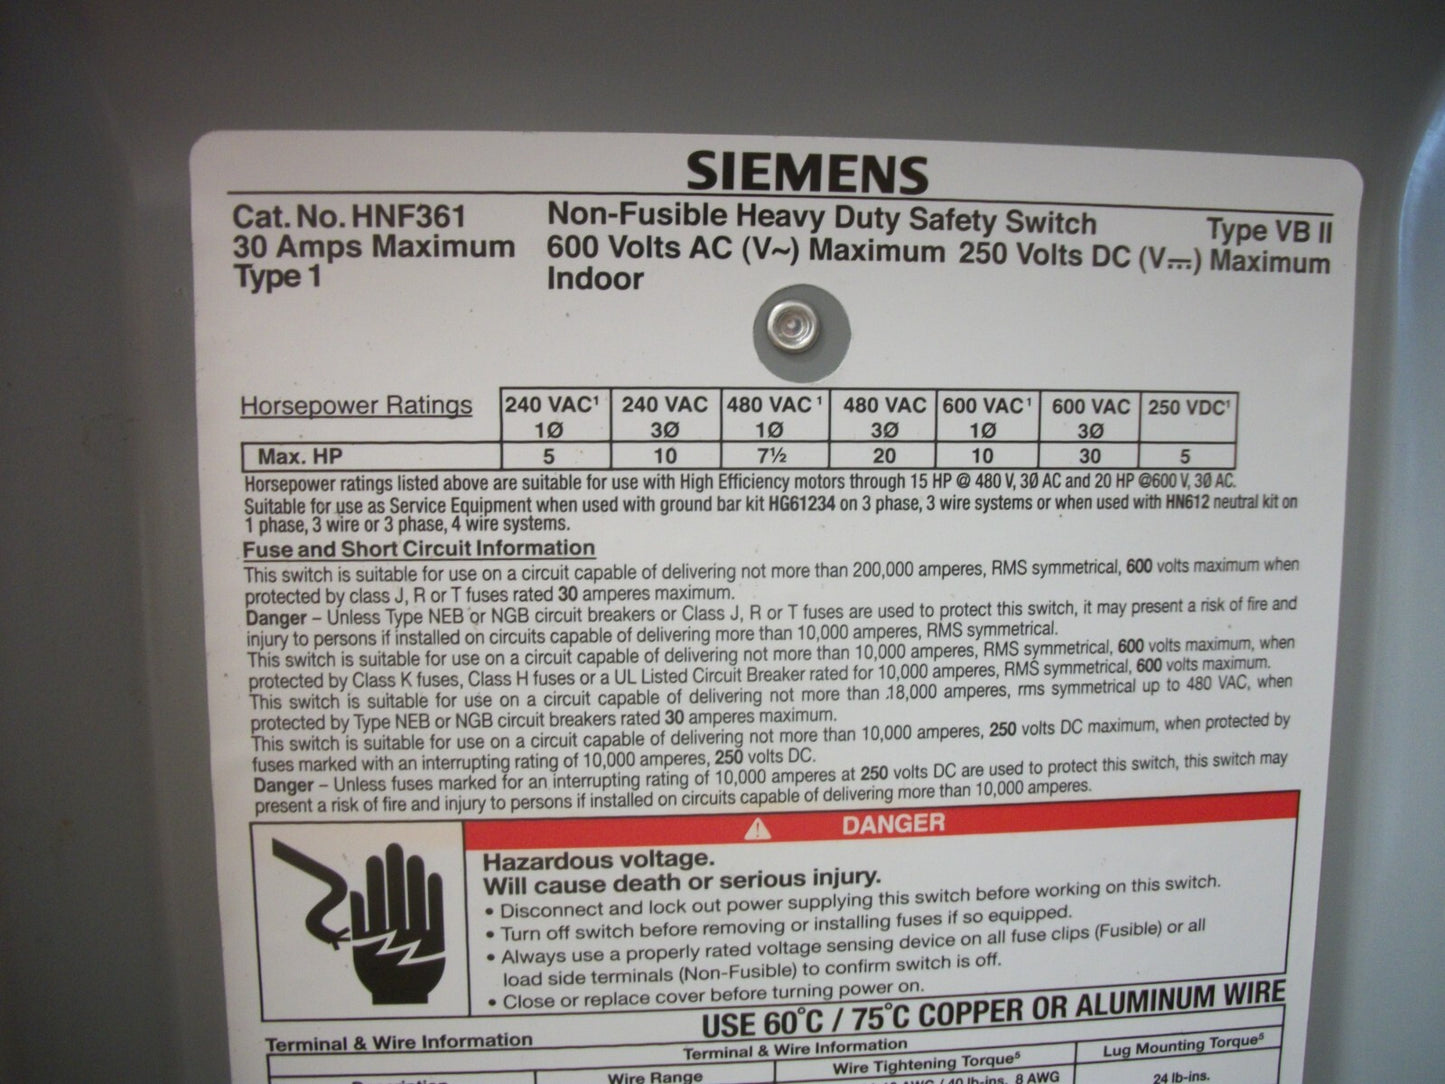 SIEMENS
Cat. No. HNF361 Non-Fusible Heavy Duty Safety Switch Type VB II
30 Amps Maximum 600 Volts AC (V~) Maximum 250 Volts DC (V⎓) Maximum
Type 1 Indoor
Horsepower Ratings 240 VAC¹ 240 VAC 480 VAC¹ 480 VAC 600 VAC¹ 600 VAC 250 VDC¹
1Ø 3Ø 1Ø 3Ø 1Ø 3Ø
Max. HP 5 10 7½ 20 10 30 5
Horsepower ratings listed above are suitable for use with High Efficiency motors through 15 HP @ 480 V, 3Ø AC and 20 HP @600 V, 3Ø AC.
Suitable for use as Service Equipment when used with ground bar kit HG61234 on 3 phase, 3 wire systems or when used with HN612 neutral kit on
1 phase, 3 wire or 3 phase, 4 wire systems.
Fuse and Short Circuit Information
This switch is suitable for use on a circuit capable of delivering not more than 200,000 amperes, RMS symmetrical, 600 volts maximum when
protected by class J, R or T fuses rated 30 amperes maximum.
Danger – Unless Type NEB or NGB circuit breakers or Class J, R or T fuses are used to protect this switch, it may present a risk of fire and
injury to persons if installed on circuits capable of delivering more than 10,000 amperes, RMS symmetrical.
This switch is suitable for use on a circuit capable of delivering not more than 10,000 amperes, RMS symmetrical, 600 volts maximum, when
protected by Class K fuses, Class H fuses or a UL Listed Circuit Breaker rated for 10,000 amperes, RMS symmetrical, 600 volts maximum.
This switch is suitable for use on a circuit capable of delivering not more than 18,000 amperes, rms symmetrical up to 480 VAC, when
protected by Type NEB or NGB circuit breakers rated 30 amperes maximum.
This switch is suitable for use on a circuit capable of delivering not more than 10,000 amperes, 250 volts DC maximum, when protected by
fuses marked with an interrupting rating of 10,000 amperes, 250 volts DC.
Danger – Unless fuses marked for an interrupting rating of 10,000 amperes at 250 volts DC are used to protect this switch, this switch may
present a risk of fire and injury to persons if installed on circuits capable of delivering more than 10,000 amperes.
DANGER
Hazardous voltage.
Will cause death or serious injury.
• Disconnect and lock out power supplying this switch before working on this switch.
• Turn off switch before removing or installing fuses if so equipped.
• Always use a properly rated voltage sensing device on all fuse clips (Fusible) or all
load side terminals (Non-Fusible) to confirm switch is off.
• Close or replace cover before turning power on.
USE 60°C / 75°C COPPER OR ALUMINUM WIRE
Terminal & Wire Information
Terminal & Wire Information Lug Mounting Torque⁵
Wire Range Wire Tightening Torque⁵
AWG / 40 lb-ins. 8 AWG 24 lb-ins.